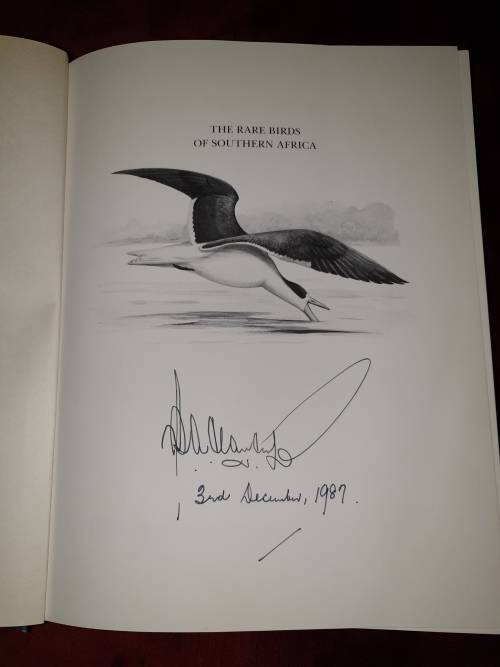 THE RARE BIRDS
OF SOUTHERN AFRICA
3rd December, 1987.